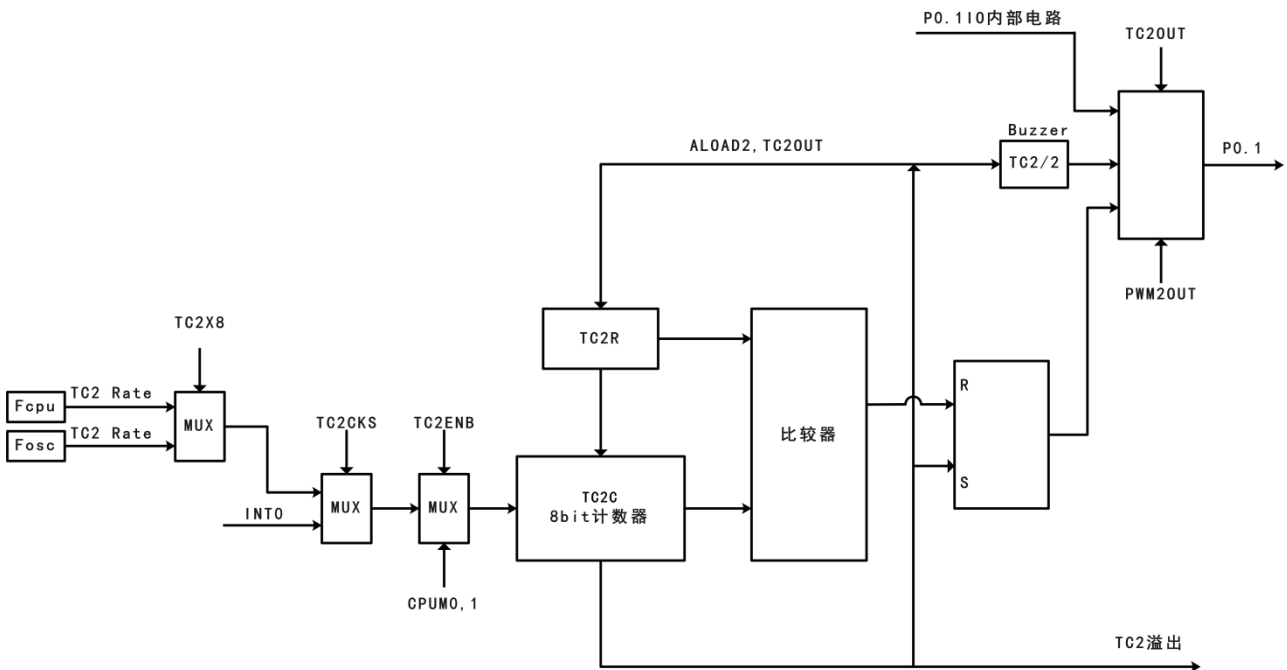 P0.1IO内部电路
TC2OUT
Buzzer
ALOAD2,TC2OUT
TC2/2
P0.1
PWM2OUT
TC2X8
TC2R
Fcpu
TC2 Rate
MUX
Fosc
TC2 Rate
TC2CKS
TC2ENB
比较器
R
S
INT0
MUX
MUX
TC2C
8bit计数器
CPUM0,1
TC2溢出